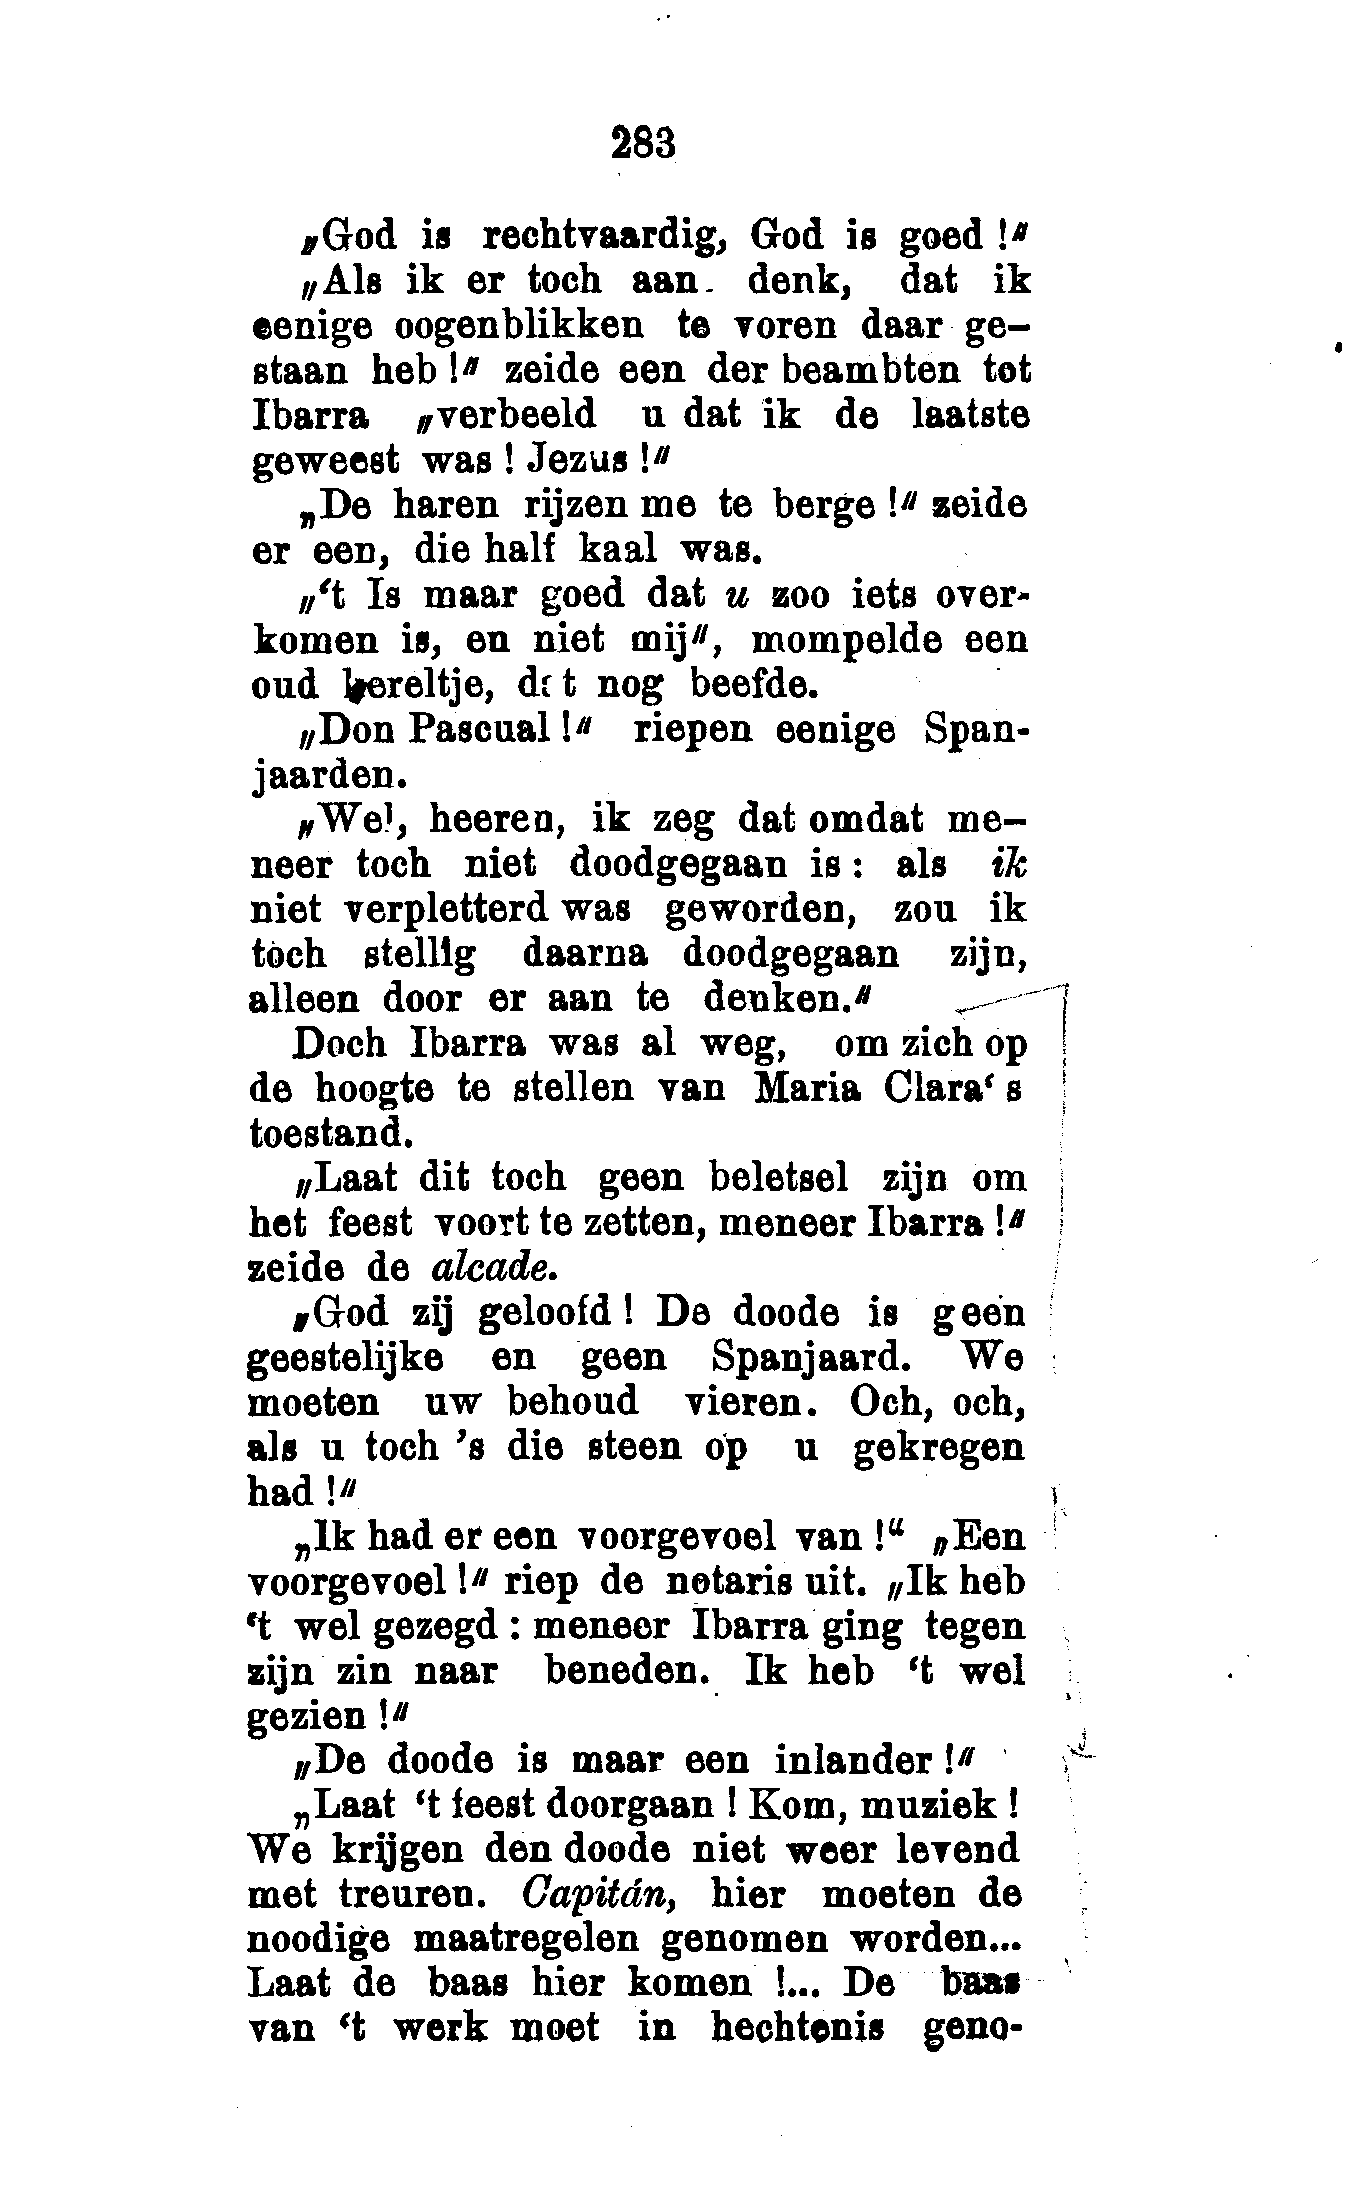 283
„God is rechtvaardig, God is goed !"
„Als ik er toch aan denk, dat ik
eenige oogenblikken te voren daar ge-
staan heb !" zeide een der beambten tot
Ibarra „verbeeld u dat ik de laatste
geweest was ! Jezus !"
„De haren rijzen me te berge !" zeide
er een, die half kaal was.
„‘t Is maar goed dat u zoo iets over-
komen is, en niet mij", mompelde een
oud kereltje, dat nog beefde.
„Don Pascual !" riepen eenige Span-
jaarden.
„Wel, heeren, ik zeg dat omdat me-
neer toch niet doodgegaan is : als ik
niet verpletterd was geworden, zou ik
toch stellig daarna doodgegaan zijn,
alleen door er aan te denken."
Doch Ibarra was al weg, om zich op
de hoogte te stellen van Maria Clara‘s
toestand.
„Laat dit toch geen beletsel zijn om
het feest voort te zetten, meneer Ibarra !"
zeide de alcade.
„God zij geloofd ! De doode is geen
geestelijke en geen Spanjaard. We
moeten uw behoud vieren. Och, och,
als u toch ’s die steen op u gekregen
had !"
„Ik had er een voorgevoel van !“ „Een
voorgevoel !" riep de notaris uit. „Ik heb
‘t wel gezegd : meneer Ibarra ging tegen
zijn zin naar beneden. Ik heb ‘t wel
gezien !"
„De doode is maar een inlander !"
„Laat ‘t feest doorgaan ! Kom, muziek !
We krijgen den doode niet weer levend
met treuren. Capitán, hier moeten de
noodige maatregelen genomen worden...
Laat de baas hier komen !... De baas
van ‘t werk moet in hechtenis geno-